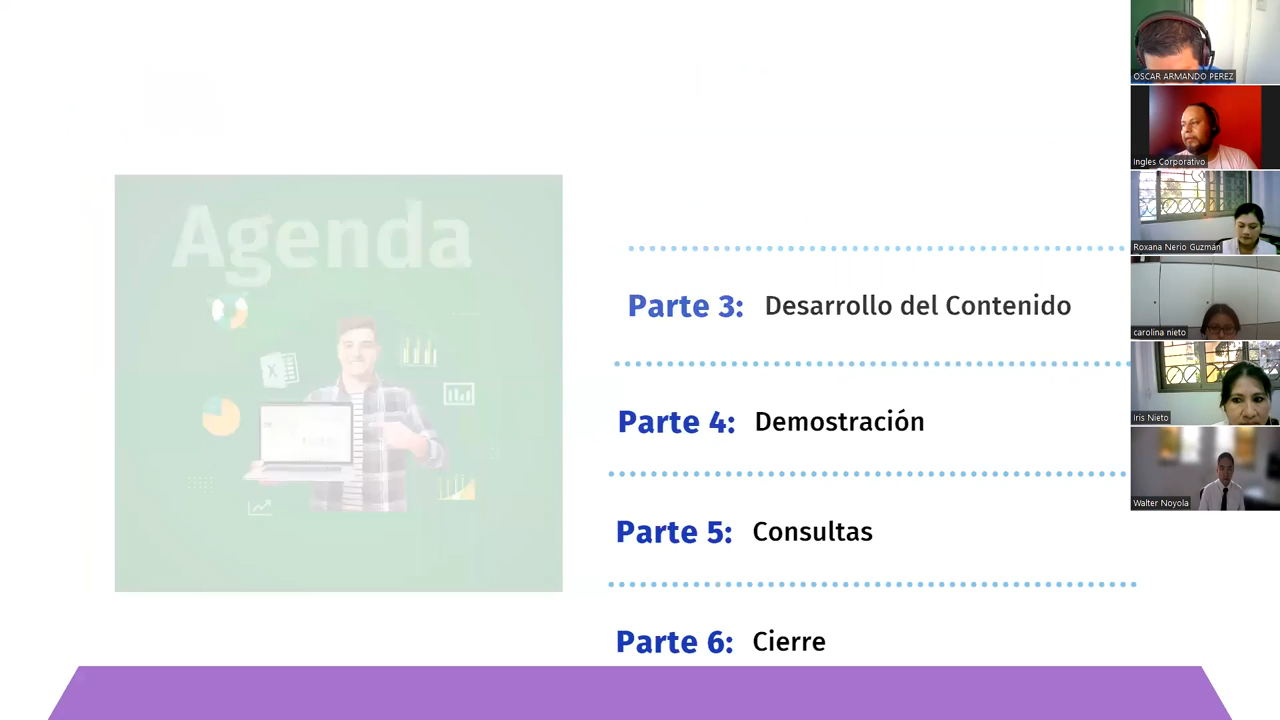 Agenda
Parte 3: Desarrollo del Contenido
Parte 4: Demostración
Parte 5: Consultas
Parte 6: Cierre
OSCAR ARMANDO PEREZ
Ingles Corporativo
Roxana Nerio Guzmán
carolina nieto
Iris Nieto
Walter Noyola